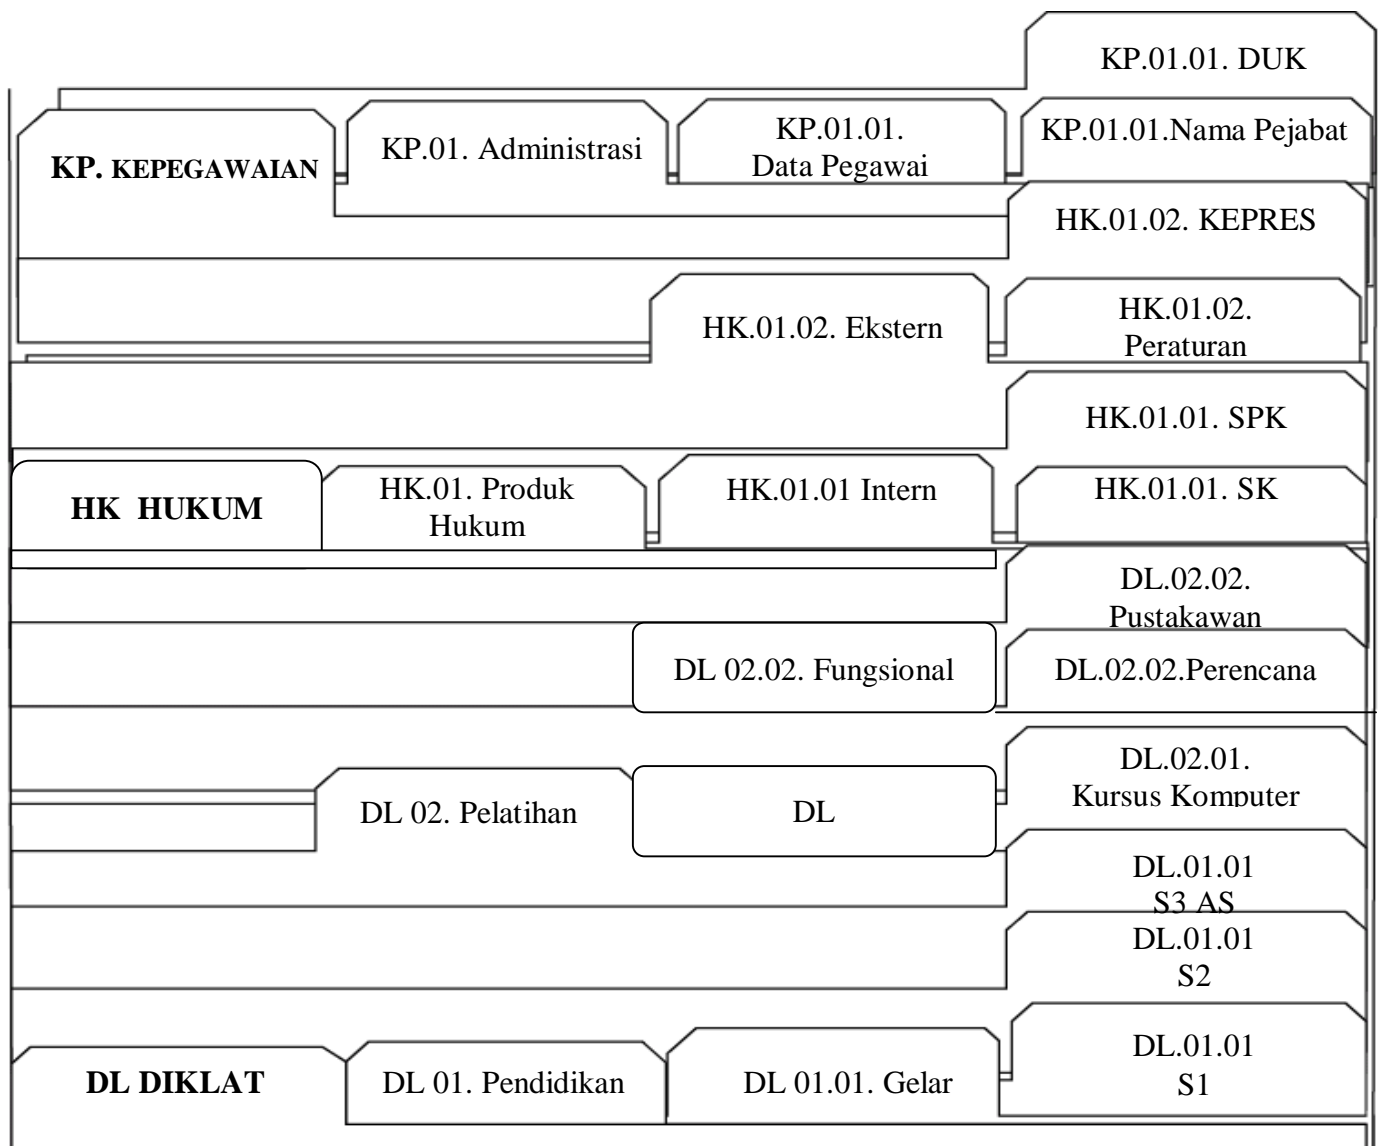 KP.01.01. DUK
KP. KEPEGAWAIAN
KP.01. Administrasi
KP.01.01.
Data Pegawai
KP.01.01.Nama Pejabat
HK.01.02. KEPRES
HK.01.02. Ekstern
HK.01.02.
Peraturan
HK.01.01. SPK
HK HUKUM
HK.01. Produk
Hukum
HK.01.01 Intern
HK.01.01. SK
DL.02.02.
Pustakawan
DL 02.02. Fungsional
DL.02.02.Perencana
DL.02.01.
Kursus Komputer
DL 02. Pelatihan
DL
DL.01.01
S3 AS
DL.01.01
S2
DL DIKLAT
DL 01. Pendidikan
DL 01.01. Gelar
DL.01.01
S1